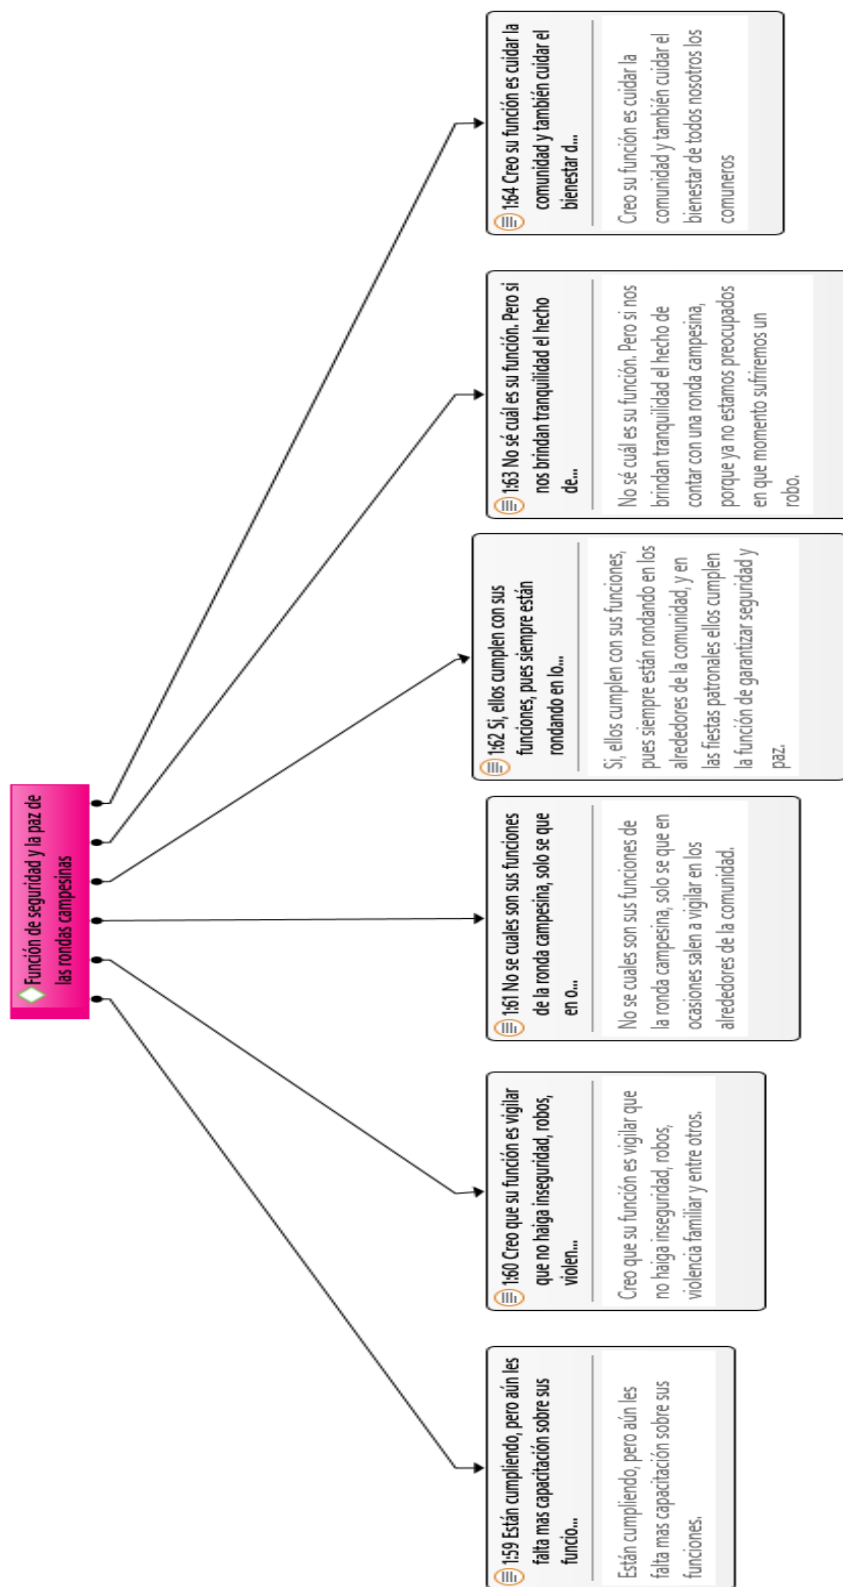 Función de seguridad y la paz de
las rondas campesinas
1:59 Están cumpliendo, pero aún les
falta mas capacitación sobre sus
funcio...
Están cumpliendo, pero aún les
falta mas capacitación sobre sus
funciones.
1:60 Creo que su función es vigilar
que no haiga inseguridad, robos,
violen...
Creo que su función es vigilar que
no haiga inseguridad, robos,
violencia familiar y entre otros.
1:61 No se cuales son sus funciones
de la ronda campesina, solo se que
en o...
No se cuales son sus funciones de
la ronda campesina, solo se que en
ocasiones salen a vigilar en los
alrededores de la comunidad.
1:62 Si, ellos cumplen con sus
funciones, pues siempre están
rondando en lo...
Si, ellos cumplen con sus funciones,
pues siempre están rondando en los
alrededores de la comunidad, y en
las fiestas patronales ellos cumplen
la función de garantizar seguridad y
paz.
1:63 No sé cuál es su función. Pero si
nos brindan tranquilidad el hecho
de...
No sé cuál es su función. Pero si nos
brindan tranquilidad el hecho de
contar con una ronda campesina,
porque ya no estamos preocupados
en que momento sufriremos un
robo.
1:64 Creo su función es cuidar la
comunidad y también cuidar el
bienestar d...
Creo su función es cuidar la
comunidad y también cuidar el
bienestar de todos nosotros los
comuneros